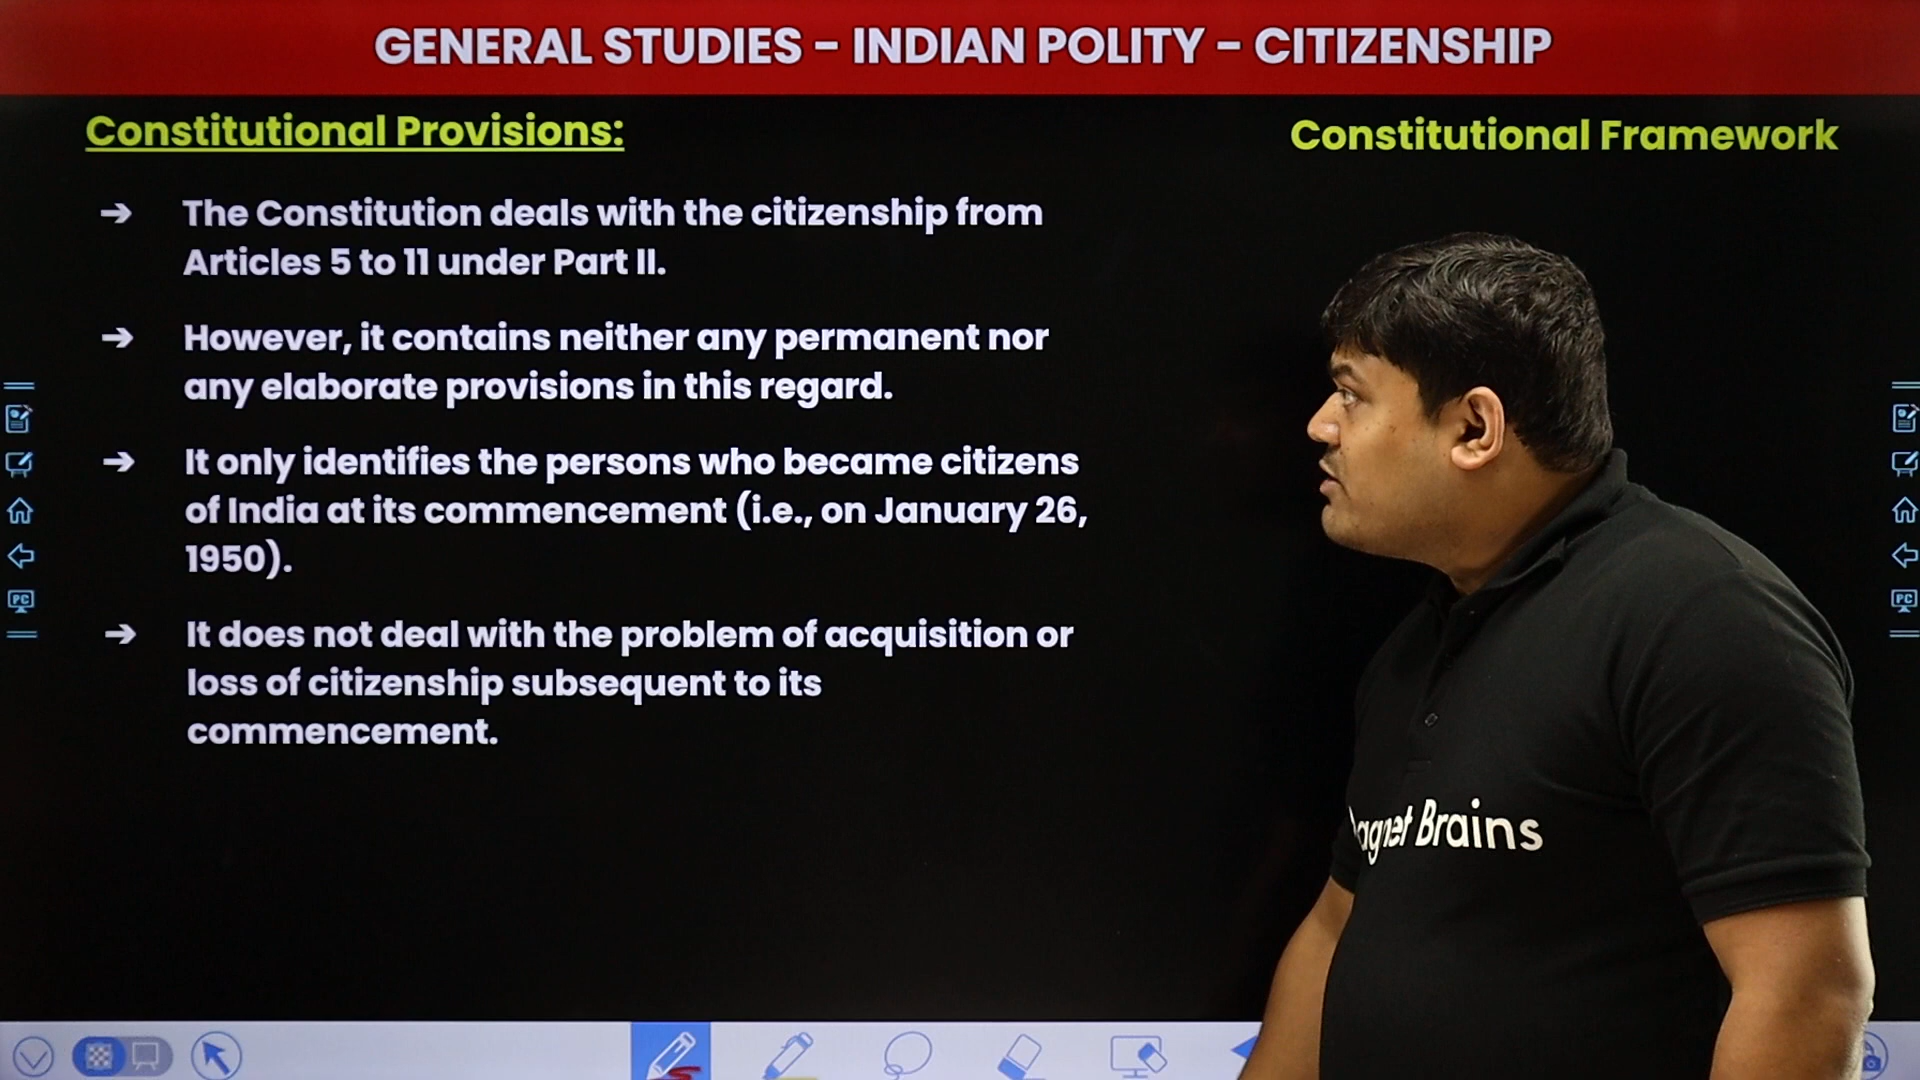 GENERAL STUDIES - INDIAN POLITY - CITIZENSHIP
Constitutional Provisions:
Constitutional Framework
➔ The Constitution deals with the citizenship from
Articles 5 to 11 under Part II.
➔ However, it contains neither any permanent nor
any elaborate provisions in this regard.
➔ It only identifies the persons who became citizens
of India at its commencement (i.e., on January 26,
1950).
➔ It does not deal with the problem of acquisition or
loss of citizenship subsequent to its
commencement.
agnet Brains
PC
PC